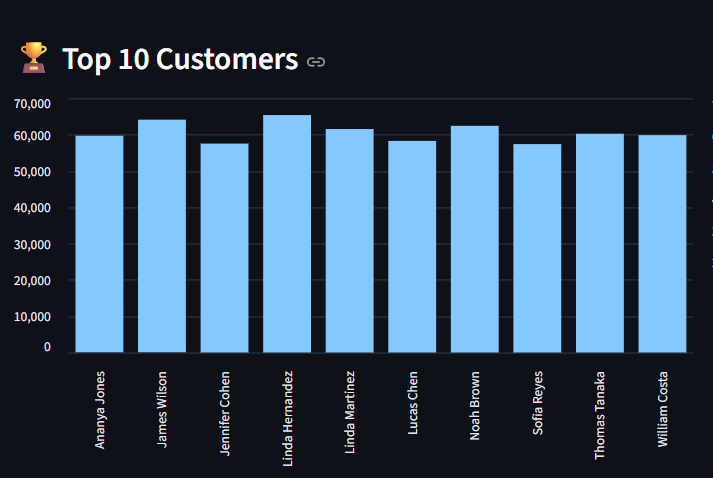 Top 10 Customers
70,000
60,000
50,000
40,000
30,000
20,000
10,000
0
Ananya Jones
James Wilson
Jennifer Cohen
Linda Hernandez
Linda Martinez
Lucas Chen
Noah Brown
Sofia Reyes
Thomas Tanaka
William Costa